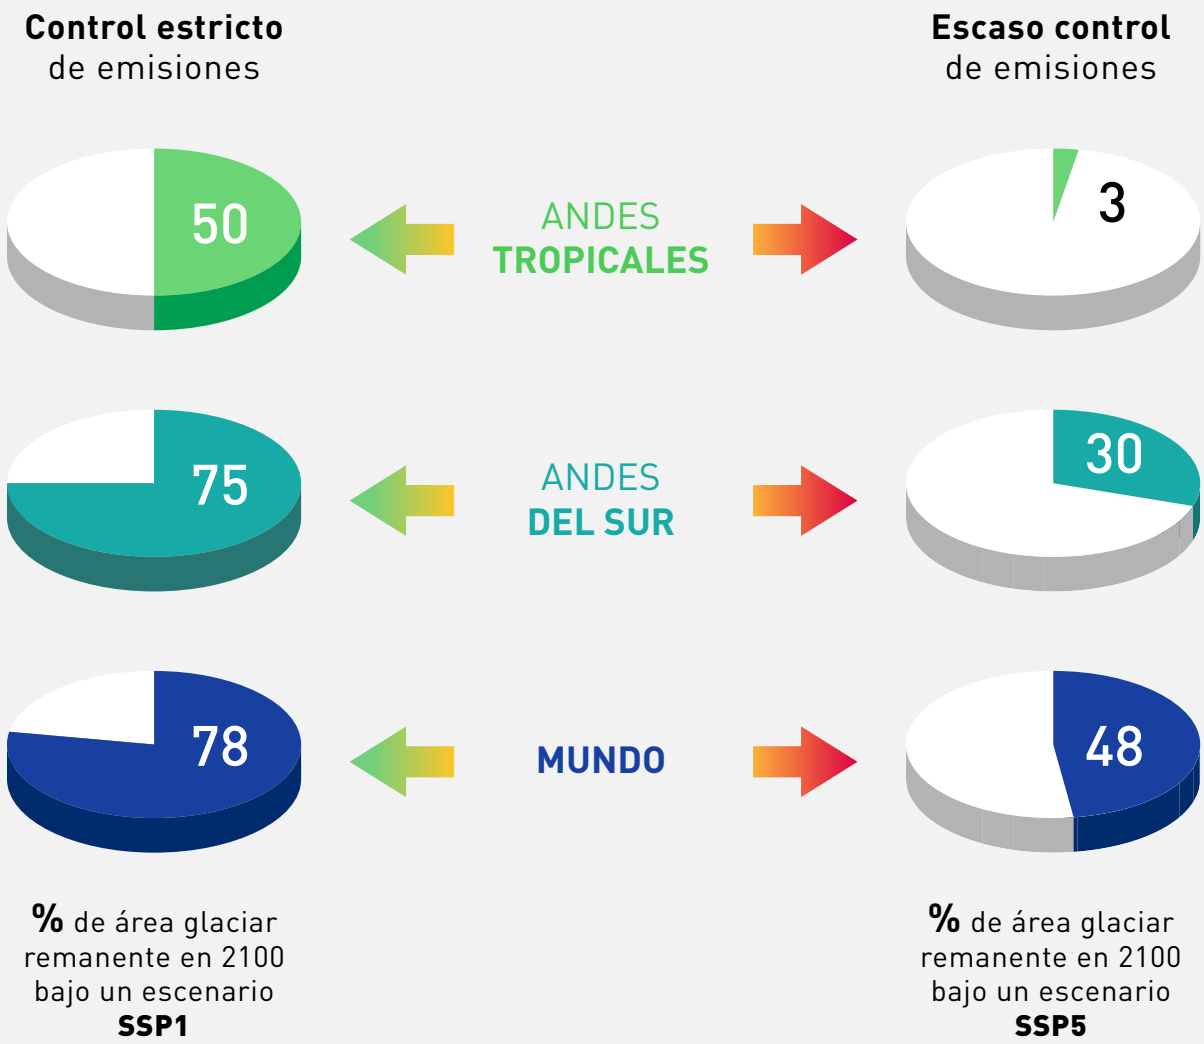 Control estricto
de emisiones
Escaso control
de emisiones
50
ANDES
TROPICALES
3
75
ANDES
DEL SUR
30
78
MUNDO
48
% de área glaciar
remanente en 2100
bajo un escenario
SSP1
% de área glaciar
remanente en 2100
bajo un escenario
SSP5